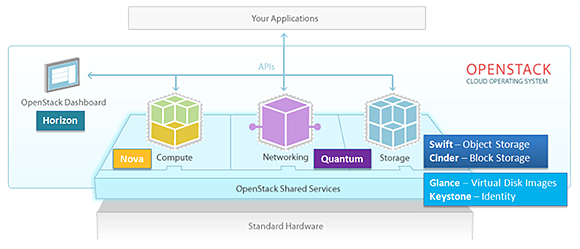 Your Applications
APIs
OPENSTACK
CLOUD OPERATING SYSTEM
OpenStack Dashboard
Horizon
Nova
Compute
Networking
Quantum
Storage
Swift – Object Storage
Cinder – Block Storage
Glance – Virtual Disk Images
Keystone – Identity
OpenStack Shared Services
Standard Hardware